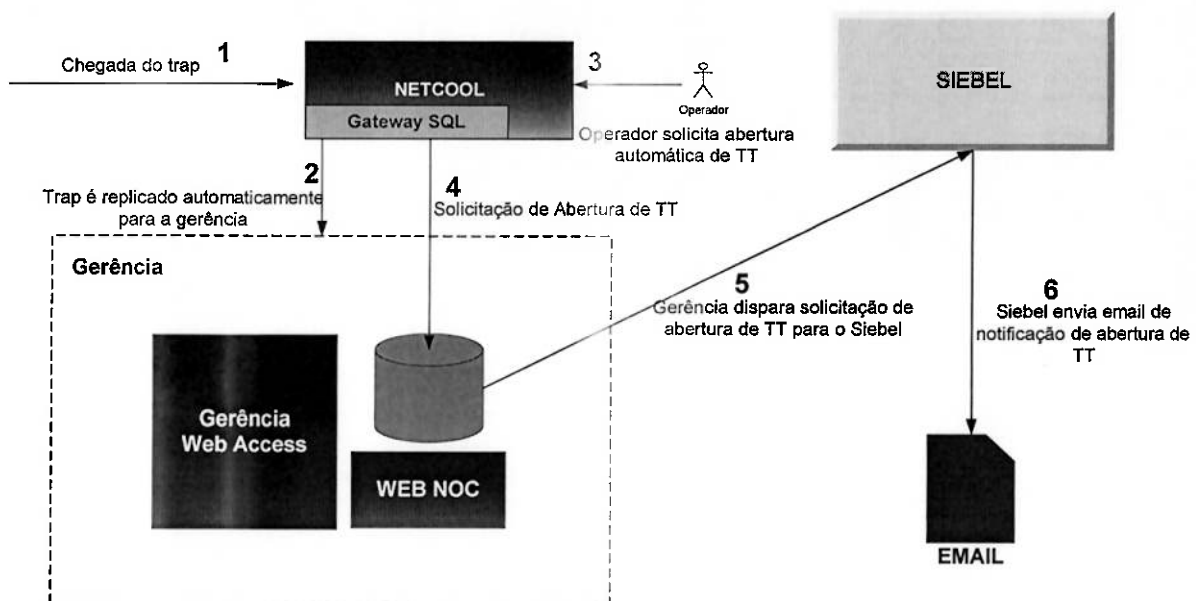 Chegada do trap
1
NETCOOL
Gateway SQL
3
Operador
Operador solicita abertura
automática de TT
SIEBEL
2
Trap é replicado automaticamente
para a gerência
4
Solicitação de Abertura de TT
Gerência
5
Gerência dispara solicitação de
abertura de TT para o Siebel
6
Siebel envia email de
notificação de abertura de
TT
Gerência
Web Access
WEB NOC
EMAIL